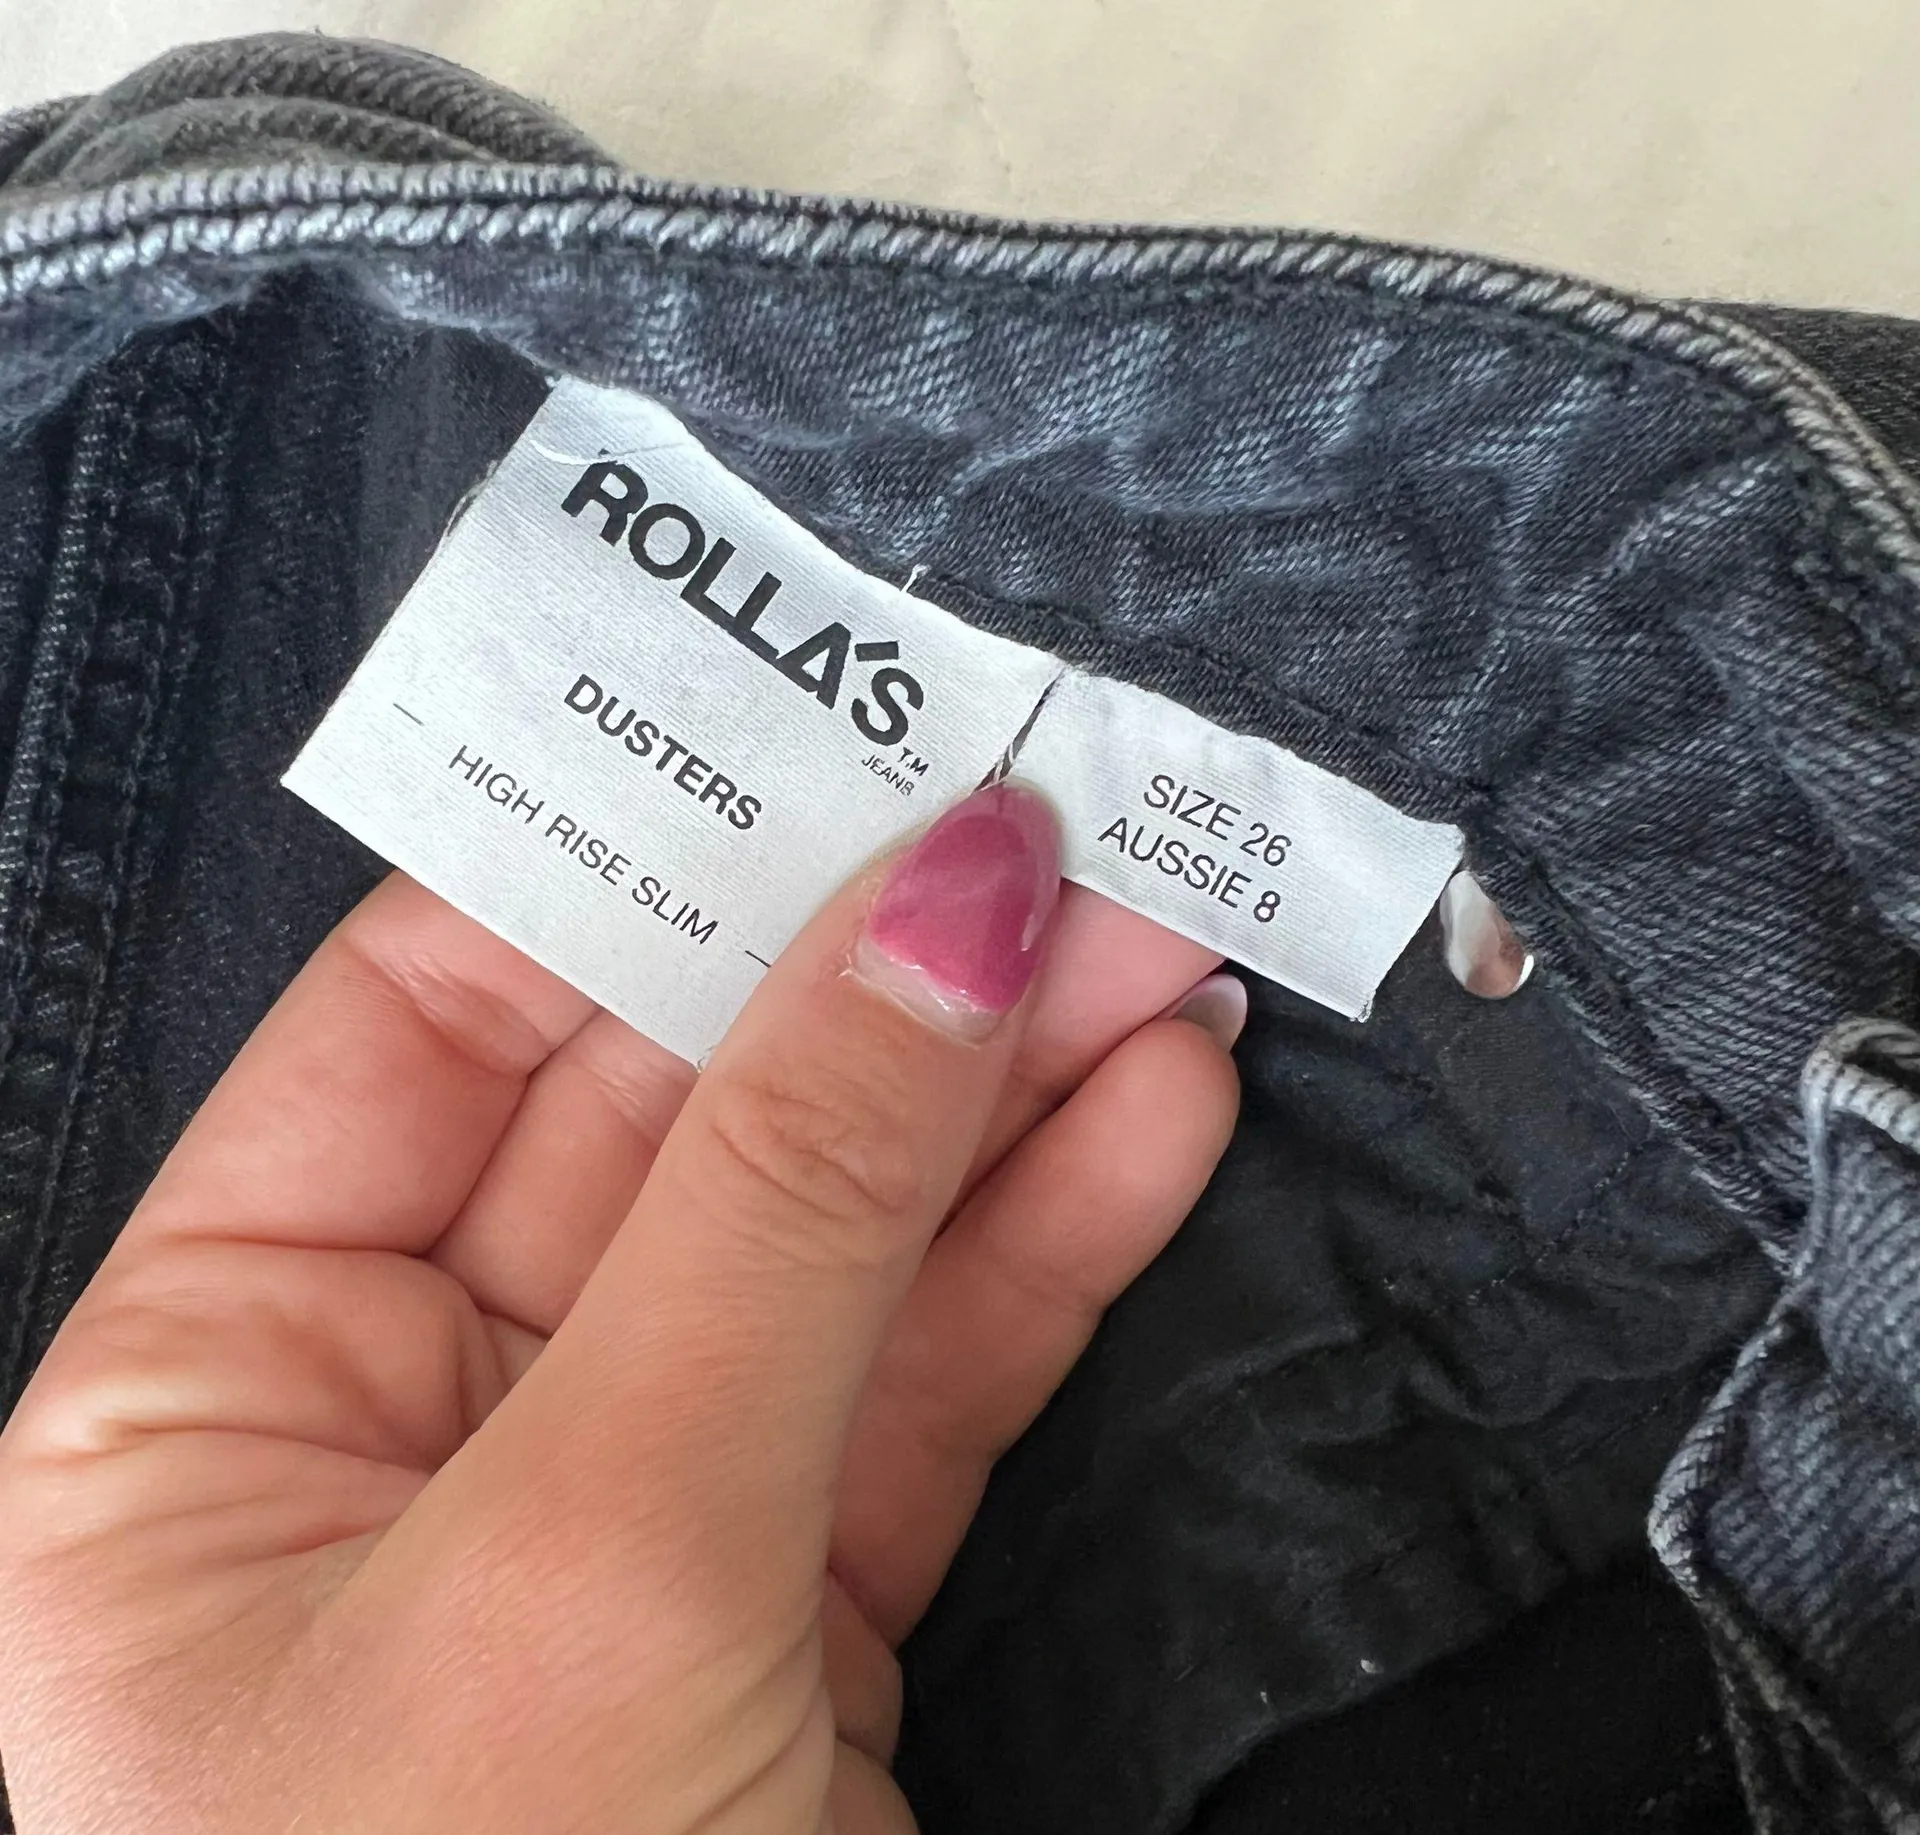 ROLLA'S
T.M
JEANS
DUSTERS
— HIGH RISE SLIM —
SIZE 26
AUSSIE 8